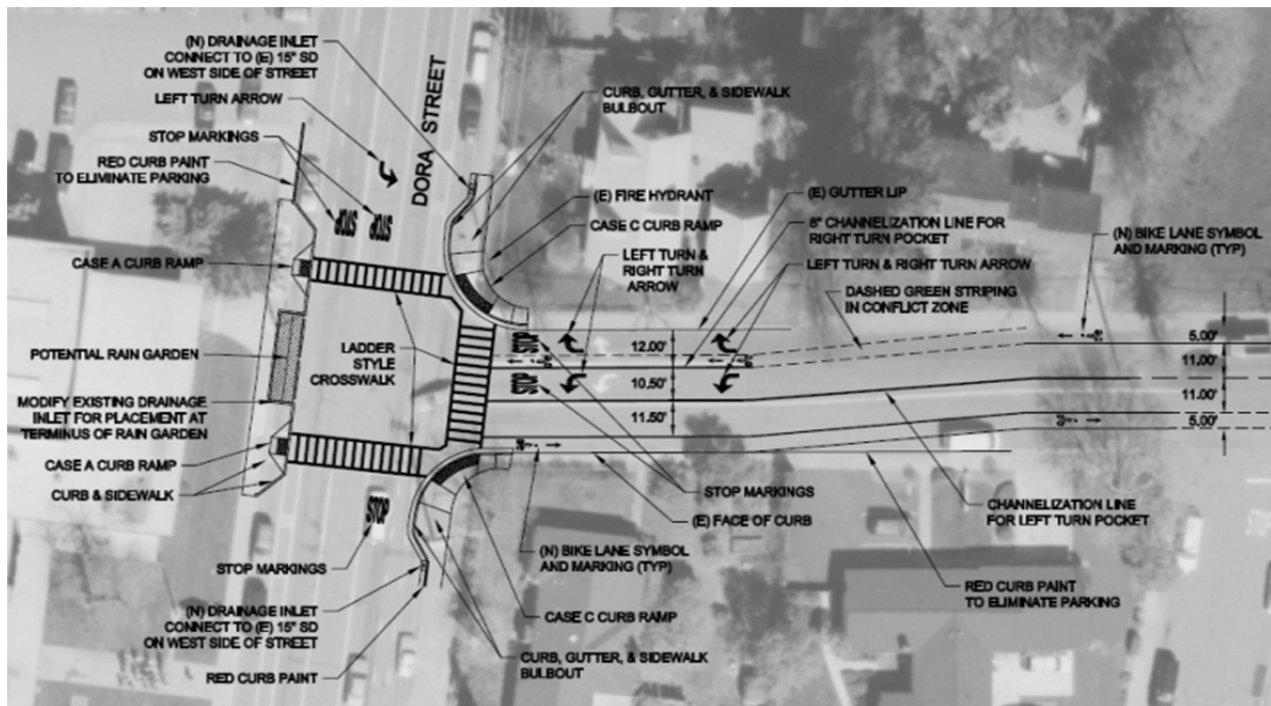 (N) DRAINAGE INLET
CONNECT TO (E) 15" SD
ON WEST SIDE OF STREET
LEFT TURN ARROW
STOP MARKINGS
RED CURB PAINT
TO ELIMINATE PARKING
DORA STREET
CURB, GUTTER, & SIDEWALK
BULBOUT
(E) FIRE HYDRANT
CASE C CURB RAMP
LEFT TURN &
RIGHT TURN
ARROW
(E) GUTTER LIP
8" CHANNELIZATION LINE FOR
RIGHT TURN POCKET
LEFT TURN & RIGHT TURN ARROW
DASHED GREEN STRIPING
IN CONFLICT ZONE
(N) BIKE LANE SYMBOL
AND MARKING (TYP)
STOP
STOP
CASE A CURB RAMP
POTENTIAL RAIN GARDEN
LADDER
STYLE
CROSSWALK
STOP
STOP
12.00'
10.50'
11.50'
5.00'
11.00'
11.00'
5.00'
MODIFY EXISTING DRAINAGE
INLET FOR PLACEMENT AT
TERMINUS OF RAIN GARDEN
CASE A CURB RAMP
CURB & SIDEWALK
STOP
STOP MARKINGS
STOP MARKINGS
(E) FACE OF CURB
CHANNELIZATION LINE
FOR LEFT TURN POCKET
(N) BIKE LANE SYMBOL
AND MARKING (TYP)
RED CURB PAINT
TO ELIMINATE PARKING
(N) DRAINAGE INLET
CONNECT TO (E) 15" SD
ON WEST SIDE OF STREET
CASE C CURB RAMP
RED CURB PAINT
CURB, GUTTER, & SIDEWALK
BULBOUT